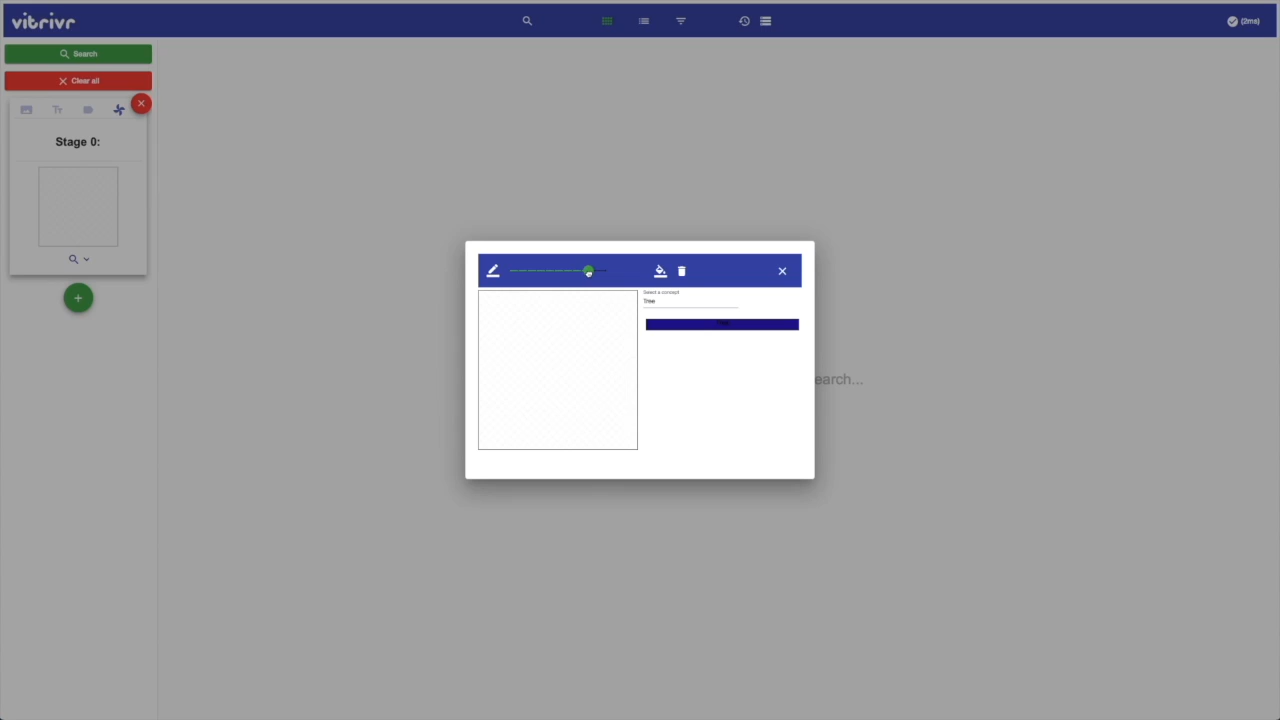 vitrivr
(2ms)
Search
Clear all
Stage 0:
Select a concept
Tree
earch...